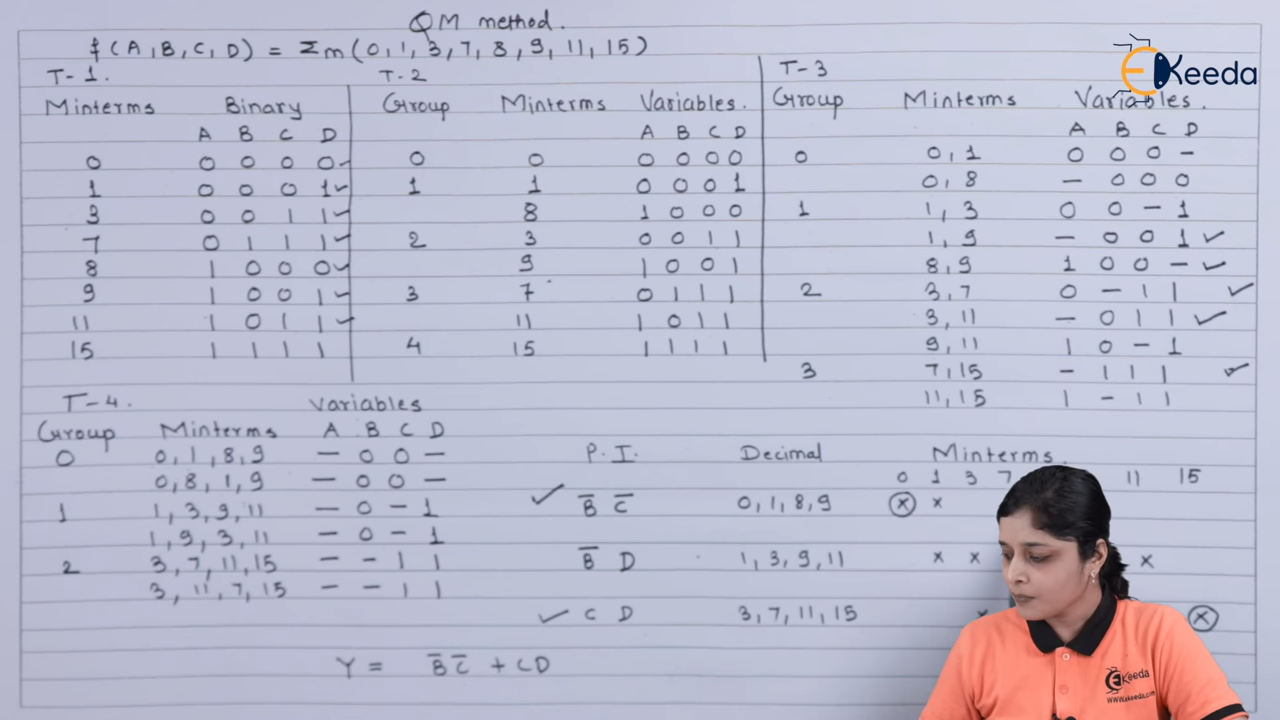 QM method.
f(A,B,C,D) = Σm(0,1,3,7,8,9,11,15)
EKeeda
T-1.
Minterms Binary
A B C D
0 0 0 0 0 ✓
1 0 0 0 1 ✓
3 0 0 1 1 ✓
7 0 1 1 1 ✓
8 1 0 0 0 ✓
9 1 0 0 1 ✓
11 1 0 1 1 ✓
15 1 1 1 1
T-2
Group Minterms Variables.
A B C D
0 0 0 0 0 0
1 1 0 0 0 1
8 1 0 0 0
2 3 0 0 1 1
9 1 0 0 1
3 7 0 1 1 1
11 1 0 1 1
4 15 1 1 1 1
T-3
Group Minterms Variables.
A B C D
0 0,1 0 0 0 -
0,8 - 0 0 0
1 1,3 0 0 - 1
1,9 - 0 0 1 ✓
8,9 1 0 0 - ✓
2 3,7 0 - 1 1 ✓
3,11 - 0 1 1 ✓
9,11 1 0 - 1
3 7,15 - 1 1 1 ✓
11,15 1 - 1 1
T-4. Variables
Group Minterms A B C D
0 0,1,8,9 - 0 0 -
0,8,1,9 - 0 0 -
1 1,3,9,11 - 0 - 1
1,9,3,11 - 0 - 1
2 3,7,11,15 - - 1 1
3,11,7,15 - - 1 1
P.I. Decimal Minterms
0 1 3 7 11 15
✓ B̅ C̅ 0,1,8,9 ⓧ x
B̅ D 1,3,9,11 x x x
✓ C D 3,7,11,15 x ⓧ
Y = B̅ C̅ + CD
EKeeda
www.ekeeda.com